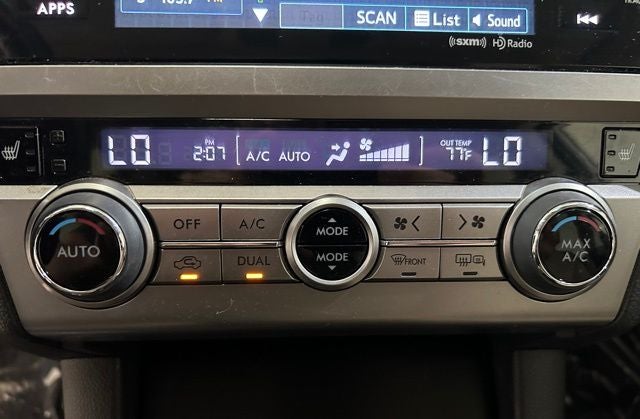 APPS
Tag SCAN List Sound
((sxm)) HD Radio
LO PM 2:07 A/C AUTO OUT TEMP 77F LO
OFF A/C MODE
AUTO MODE MAX A/C
DUAL FRONT R